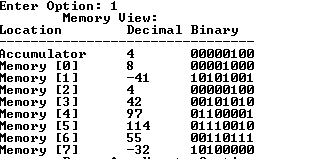 Enter Option: 1
Memory View:
Location Decimal Binary
Accumulator 4 00000100
Memory [0] 8 00001000
Memory [1] -41 10101001
Memory [2] 4 00000100
Memory [3] 42 00101010
Memory [4] 97 01100001
Memory [5] 114 01110010
Memory [6] 55 00110111
Memory [7] -32 10100000